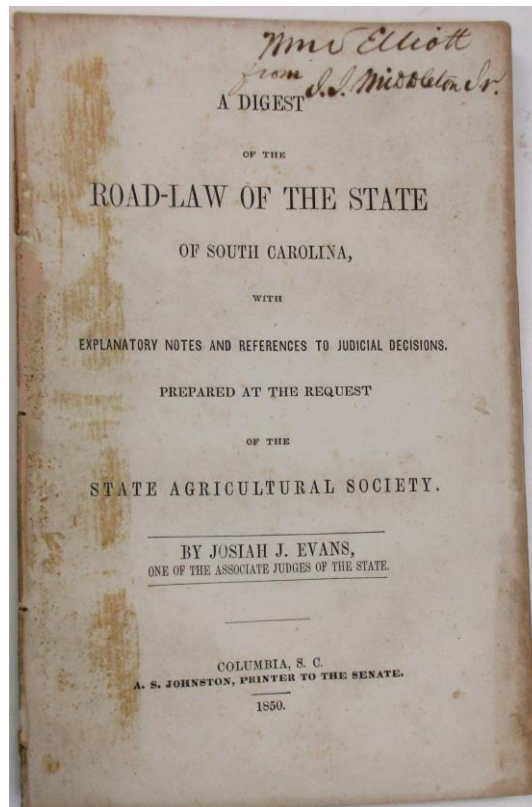 Wm Elliott
from J. J. Middleton Jr.
A DIGEST
OF THE
ROAD-LAW OF THE STATE
OF SOUTH CAROLINA,
WITH
EXPLANATORY NOTES AND REFERENCES TO JUDICIAL DECISIONS.
PREPARED AT THE REQUEST
OF THE
STATE AGRICULTURAL SOCIETY.
BY JOSIAH J. EVANS,
ONE OF THE ASSOCIATE JUDGES OF THE STATE.
COLUMBIA, S. C.
A. S. JOHNSTON, PRINTER TO THE SENATE.
1850.